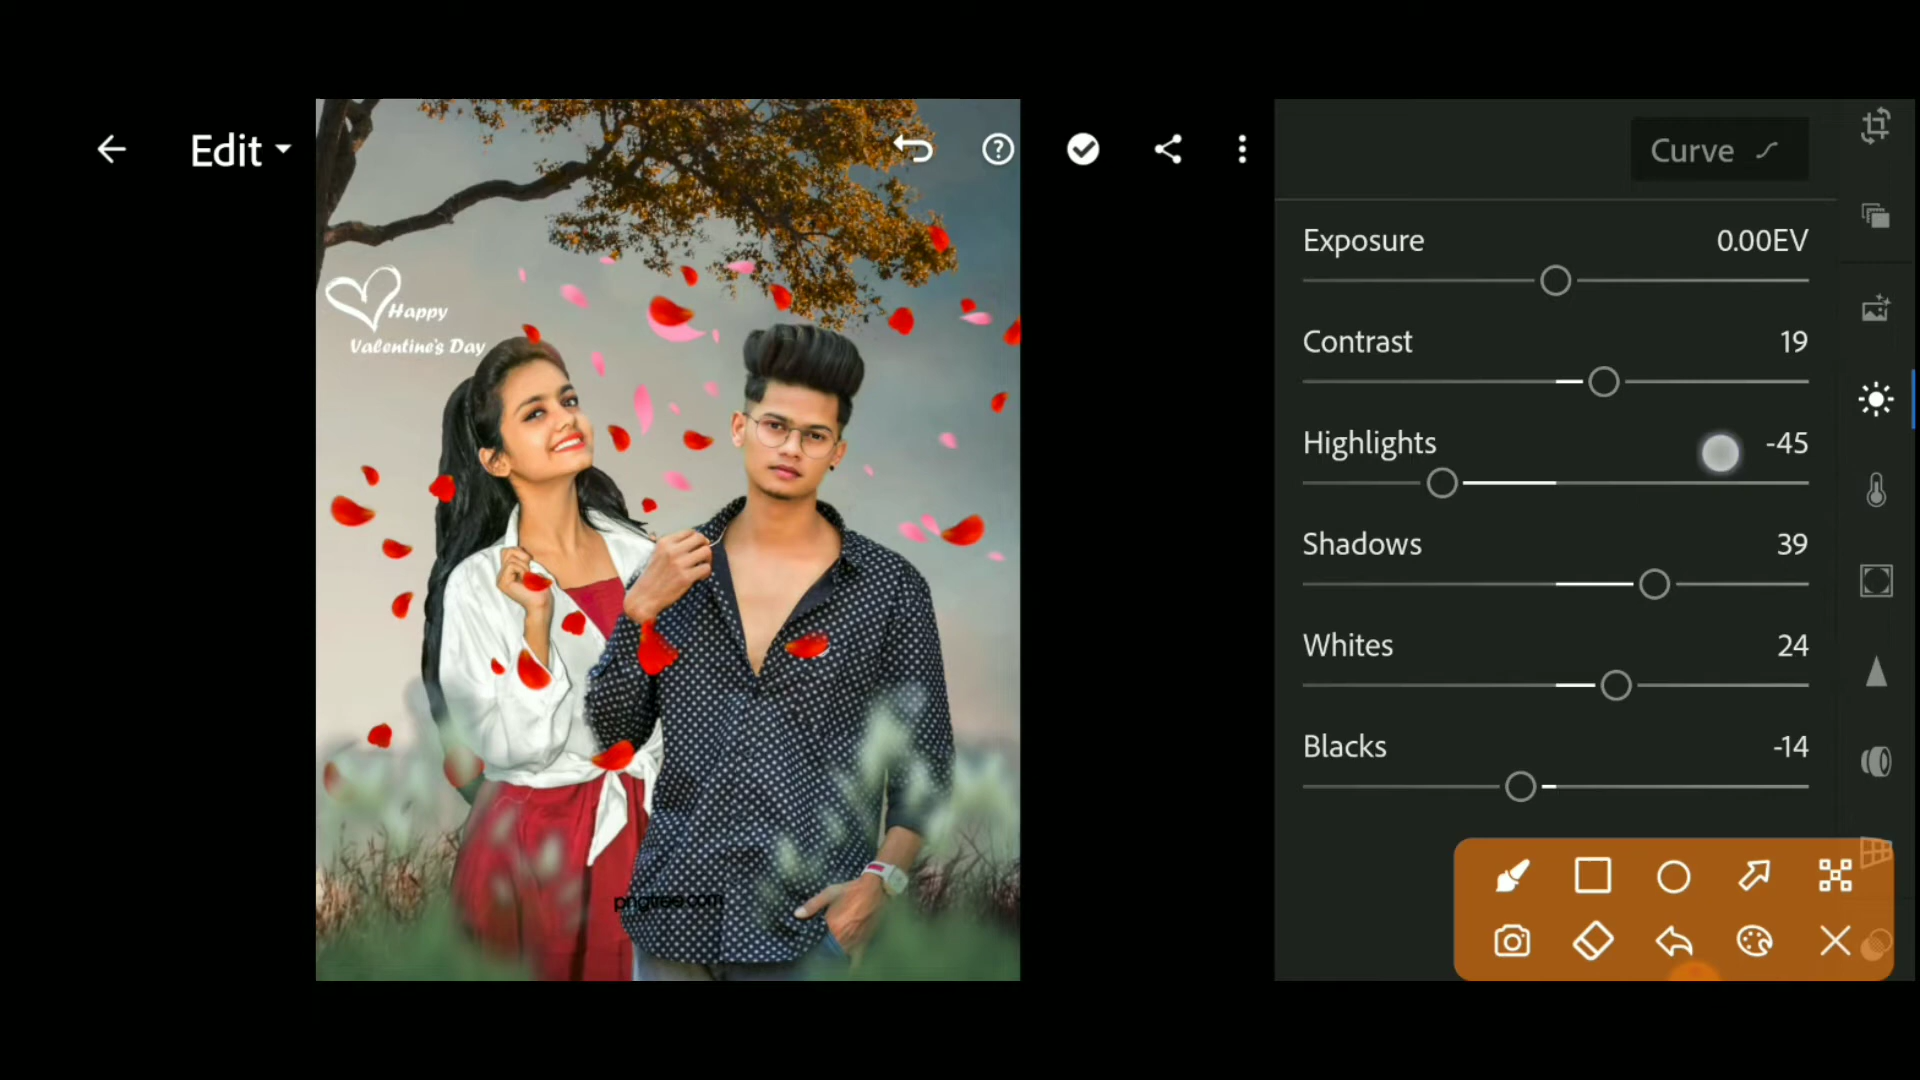 Edit
Curve
Exposure 0.00EV
Contrast 19
Highlights -45
Shadows 39
Whites 24
Blacks -14
Happy
Valentine's Day
pngtree.com